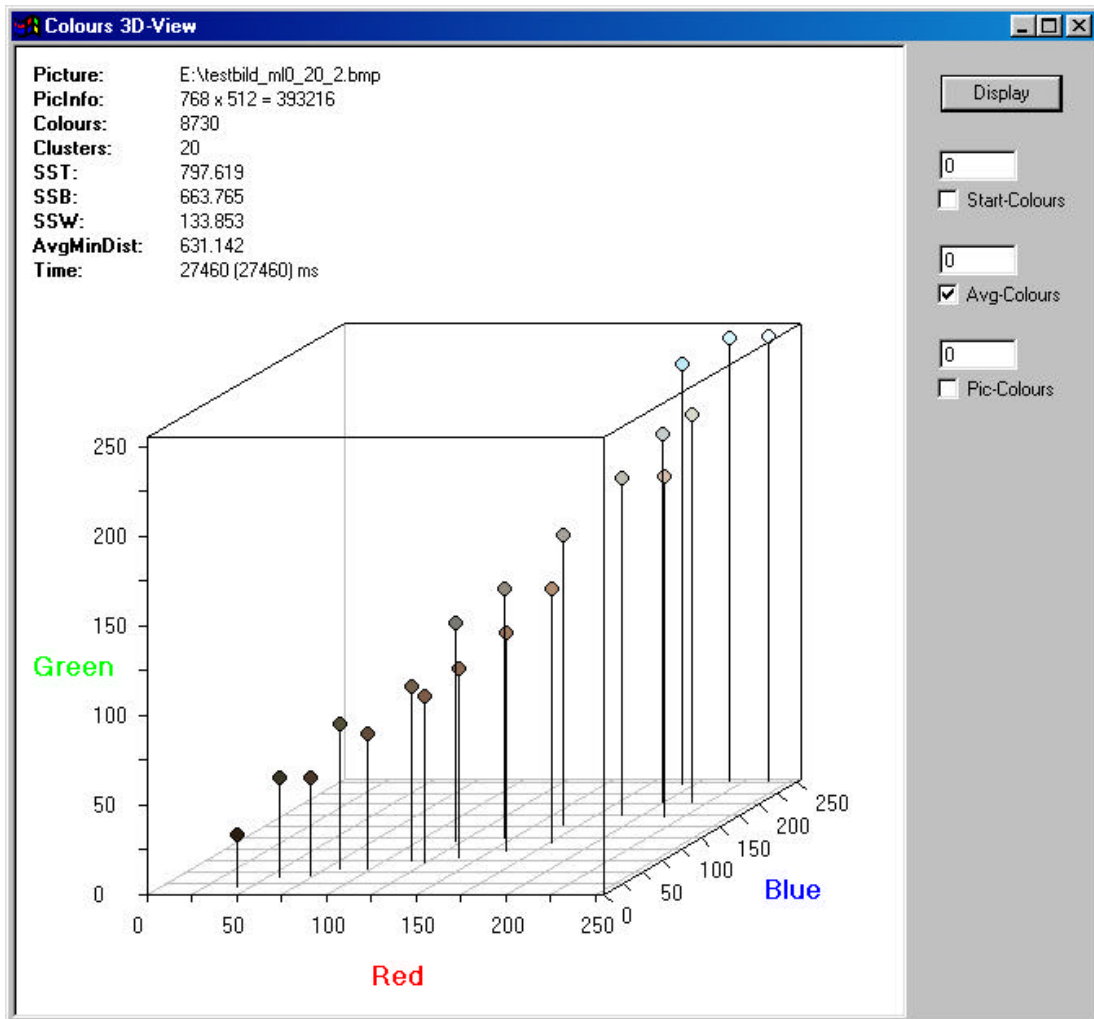 Colours 3D-View
Picture: E:\testbild_ml0_20_2.bmp
PicInfo: 768 x 512 = 393216
Colours: 8730
Clusters: 20
SST: 797.619
SSB: 663.765
SSW: 133.853
AvgMinDist: 631.142
Time: 27460 (27460) ms
Display
0
Start-Colours
0
Avg-Colours
0
Pic-Colours
250
200
150
Green
100
50
0
0 50 100 150 200 250
Red
0 50 100 150 200 250
Blue